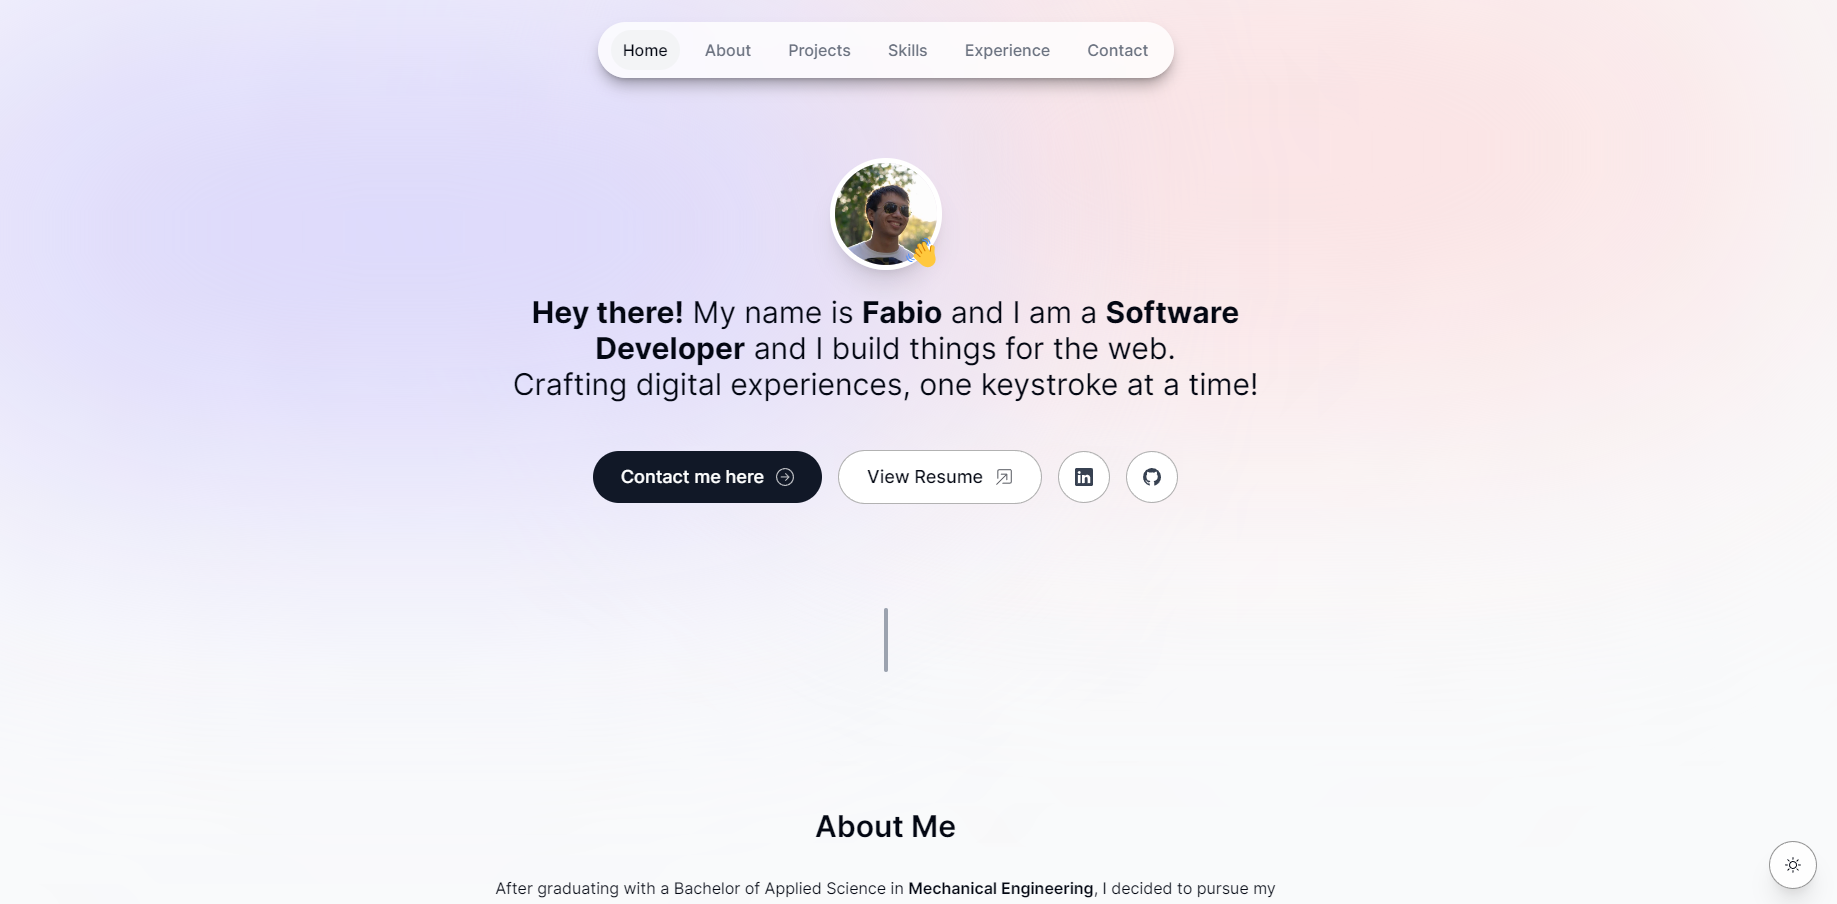 Home About Projects Skills Experience Contact
Hey there! My name is Fabio and I am a Software
Developer and I build things for the web.
Crafting digital experiences, one keystroke at a time!
Contact me here View Resume in
About Me
After graduating with a Bachelor of Applied Science in Mechanical Engineering, I decided to pursue my